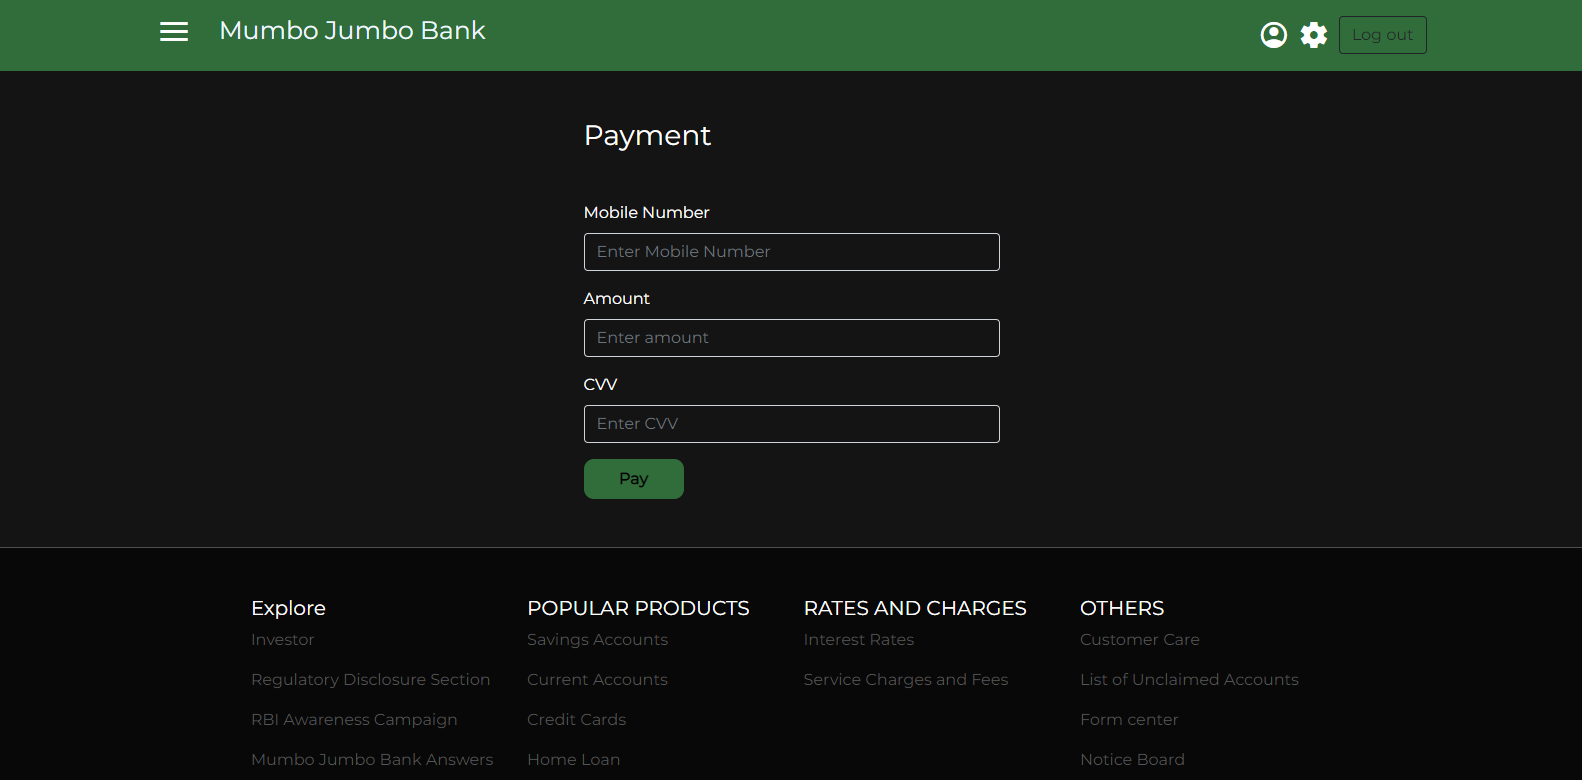 Mumbo Jumbo Bank
Log out
Payment
Mobile Number
Enter Mobile Number
Amount
Enter amount
CVV
Enter CVV
Pay
Explore
Investor
Regulatory Disclosure Section
RBI Awareness Campaign
Mumbo Jumbo Bank Answers
POPULAR PRODUCTS
Savings Accounts
Current Accounts
Credit Cards
Home Loan
RATES AND CHARGES
Interest Rates
Service Charges and Fees
OTHERS
Customer Care
List of Unclaimed Accounts
Form center
Notice Board